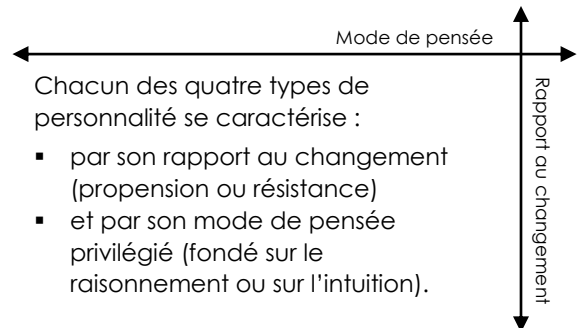 Mode de pensée
Chacun des quatre types de
personnalité se caractérise :
▪ par son rapport au changement
(propension ou résistance)
▪ et par son mode de pensée
privilégié (fondé sur le
raisonnement ou sur l'intuition).
Rapport au changement